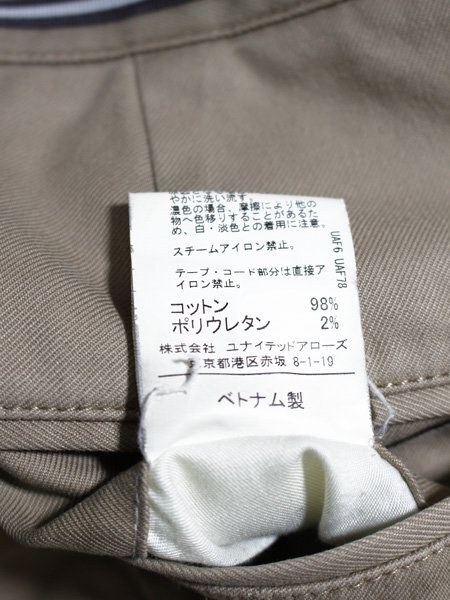 やかに洗い流す。
濃色の場合、摩擦により他の
物へ色移りすることがあるた
め、白・淡色との着用に注意。
スチームアイロン禁止。
テープ・コード部分は直接ア
イロン禁止。
コットン 98%
ポリウレタン 2%
株式会社 ユナイテッドアローズ
京都港区赤坂 8-1-19
ベトナム製
UAF6 UAF78